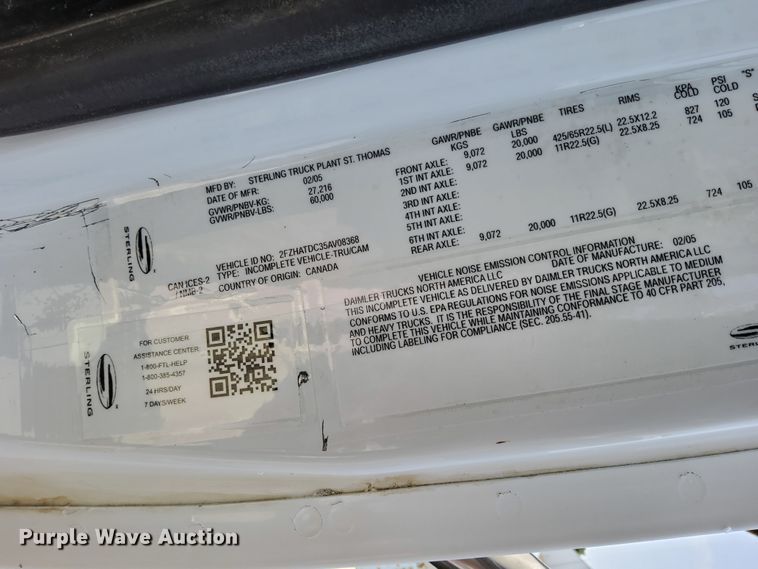 MFD BY: STERLING TRUCK PLANT ST. THOMAS
DATE OF MFR: 02/05
GVWR/PNBV-KG: 27,216
GVWR/PNBV-LBS: 60,000
GAWR/PNBE KGS GAWR/PNBE LBS TIRES RIMS KPA COLD PSI COLD "S"
FRONT AXLE: 9,072 20,000 425/65R22.5(L) 22.5X12.2 827 120
1ST INT AXLE: 9,072 20,000 11R22.5(G) 22.5X8.25 724 105
2ND INT AXLE:
3RD INT AXLE:
4TH INT AXLE:
5TH INT AXLE:
6TH INT AXLE:
REAR AXLE: 9,072 20,000 11R22.5(G) 22.5X8.25 724 105
STERLING
CAN ICES-2
VEHICLE ID NO.: 2FZHATDC35AV08368
TYPE: INCOMPLETE VEHICLE-TRU/CAM
COUNTRY OF ORIGIN: CANADA
VEHICLE NOISE EMISSION CONTROL INFORMATION
DAIMLER TRUCKS NORTH AMERICA LLC DATE OF MANUFACTURE: 02/05
THIS INCOMPLETE VEHICLE AS DELIVERED BY DAIMLER TRUCKS NORTH AMERICA LLC
CONFORMS TO U.S. EPA REGULATIONS FOR NOISE EMISSIONS APPLICABLE TO MEDIUM
AND HEAVY TRUCKS. IT IS THE RESPONSIBILITY OF THE FINAL STAGE MANUFACTURER
TO COMPLETE THIS VEHICLE WHILE MAINTAINING CONFORMANCE TO 40 CFR PART 205,
INCLUDING LABELING FOR COMPLIANCE (SEC. 205.55-41).
STERLING
FOR CUSTOMER
ASSISTANCE CENTER:
1-800-FTL-HELP
1-800-385-4357
24 HRS/DAY
7 DAYS/WEEK
Purple Wave Auction